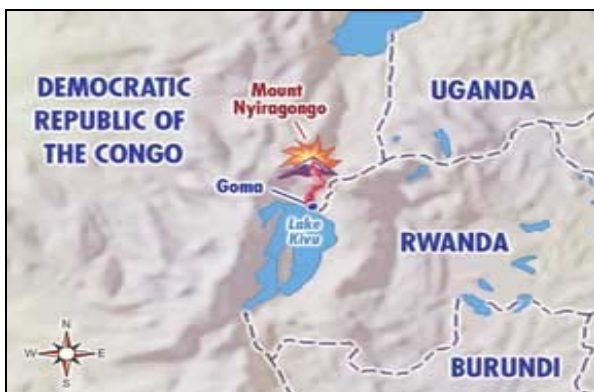 DEMOCRATIC
REPUBLIC OF
THE CONGO
Mount
Nyiragongo
UGANDA
Goma
Lake
Kivu
RWANDA
BURUNDI
N
W
E
S